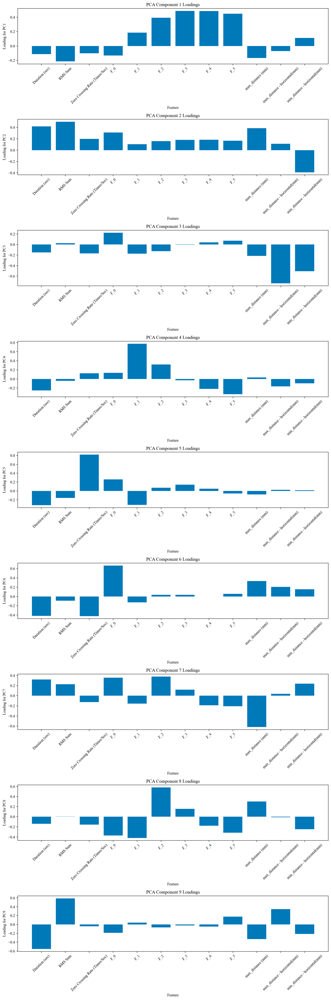 PCA Component 1 Loadings
Loading for PC1
0.4
0.2
0.0
−0.2
Duration (sec)
RMS Sum
Zero Crossing Rate (Times/Sec)
F_0
F_1
F_2
F_3
F_4
F_5
max_distance (mm)
max_distance - horizontal(mm)
min_distance - horizontal(mm)
Feature
PCA Component 2 Loadings
Loading for PC2
0.4
0.2
0.0
−0.2
−0.4
Duration (sec)
RMS Sum
Zero Crossing Rate (Times/Sec)
F_0
F_1
F_2
F_3
F_4
F_5
max_distance (mm)
max_distance - horizontal(mm)
min_distance - horizontal(mm)
Feature
PCA Component 3 Loadings
Loading for PC3
0.2
0.0
−0.2
−0.4
−0.6
Duration (sec)
RMS Sum
Zero Crossing Rate (Times/Sec)
F_0
F_1
F_2
F_3
F_4
F_5
max_distance (mm)
max_distance - horizontal(mm)
min_distance - horizontal(mm)
Feature
PCA Component 4 Loadings
Loading for PC4
0.8
0.6
0.4
0.2
0.0
−0.2
Duration (sec)
RMS Sum
Zero Crossing Rate (Times/Sec)
F_0
F_1
F_2
F_3
F_4
F_5
max_distance (mm)
max_distance - horizontal(mm)
min_distance - horizontal(mm)
Feature
PCA Component 5 Loadings
Loading for PC5
0.8
0.6
0.4
0.2
0.0
−0.2
Duration (sec)
RMS Sum
Zero Crossing Rate (Times/Sec)
F_0
F_1
F_2
F_3
F_4
F_5
max_distance (mm)
max_distance - horizontal(mm)
min_distance - horizontal(mm)
Feature
PCA Component 6 Loadings
Loading for PC6
0.6
0.4
0.2
0.0
−0.2
−0.4
Duration (sec)
RMS Sum
Zero Crossing Rate (Times/Sec)
F_0
F_1
F_2
F_3
F_4
F_5
max_distance (mm)
max_distance - horizontal(mm)
min_distance - horizontal(mm)
Feature
PCA Component 7 Loadings
Loading for PC7
0.4
0.2
0.0
−0.2
−0.4
−0.6
Duration (sec)
RMS Sum
Zero Crossing Rate (Times/Sec)
F_0
F_1
F_2
F_3
F_4
F_5
max_distance (mm)
max_distance - horizontal(mm)
min_distance - horizontal(mm)
Feature
PCA Component 8 Loadings
Loading for PC8
0.6
0.4
0.2
0.0
−0.2
−0.4
Duration (sec)
RMS Sum
Zero Crossing Rate (Times/Sec)
F_0
F_1
F_2
F_3
F_4
F_5
max_distance (mm)
max_distance - horizontal(mm)
min_distance - horizontal(mm)
Feature
PCA Component 9 Loadings
Loading for PC9
0.6
0.4
0.2
0.0
−0.2
−0.4
−0.6
Duration (sec)
RMS Sum
Zero Crossing Rate (Times/Sec)
F_0
F_1
F_2
F_3
F_4
F_5
max_distance (mm)
max_distance - horizontal(mm)
min_distance - horizontal(mm)
Feature